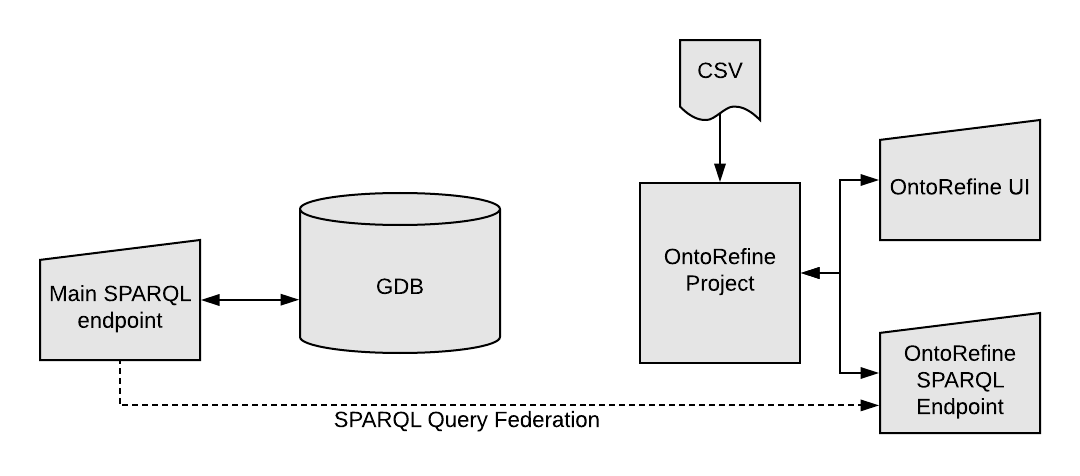 CSV
OntoRefine UI
OntoRefine
Project
GDB
Main SPARQL
endpoint
OntoRefine
SPARQL
Endpoint
SPARQL Query Federation